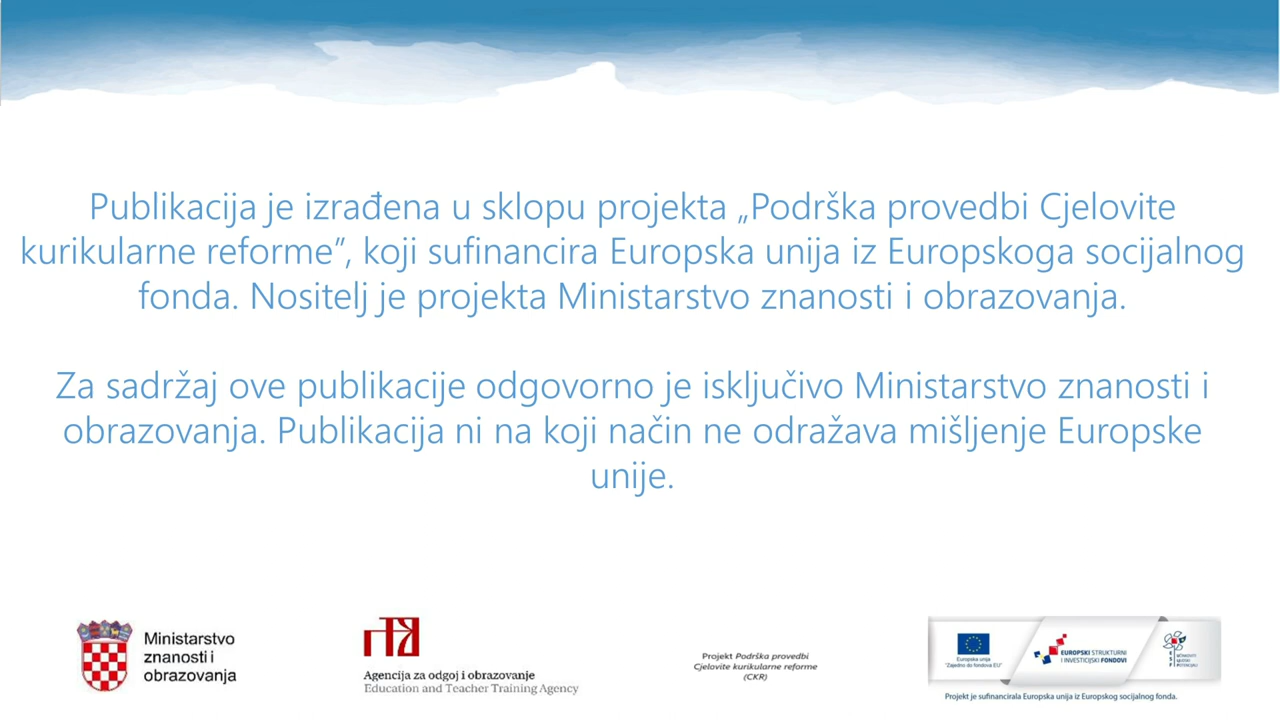 Publikacija je izrađena u sklopu projekta „Podrška provedbi Cjelovite
kurikularne reforme”, koji sufinancira Europska unija iz Europskoga socijalnog
fonda. Nositelj je projekta Ministarstvo znanosti i obrazovanja.
Za sadržaj ove publikacije odgovorno je isključivo Ministarstvo znanosti i
obrazovanja. Publikacija ni na koji način ne odražava mišljenje Europske
unije.
Ministarstvo
znanosti i
obrazovanja
Agencija za odgoj i obrazovanje
Education and Teacher Training Agency
Projekt Podrška provedbi
Cjelovite kurikularne reforme
(CKR)
Europska unija
"Zajedno do fondova EU"
EUROPSKI STRUKTURNI
I INVESTICIJSKI FONDOVI
ESF
UČINKOVITI
LJUDSKI
POTENCIJALI
Projekt je sufinancirala Europska unija iz Europskog socijalnog fonda.